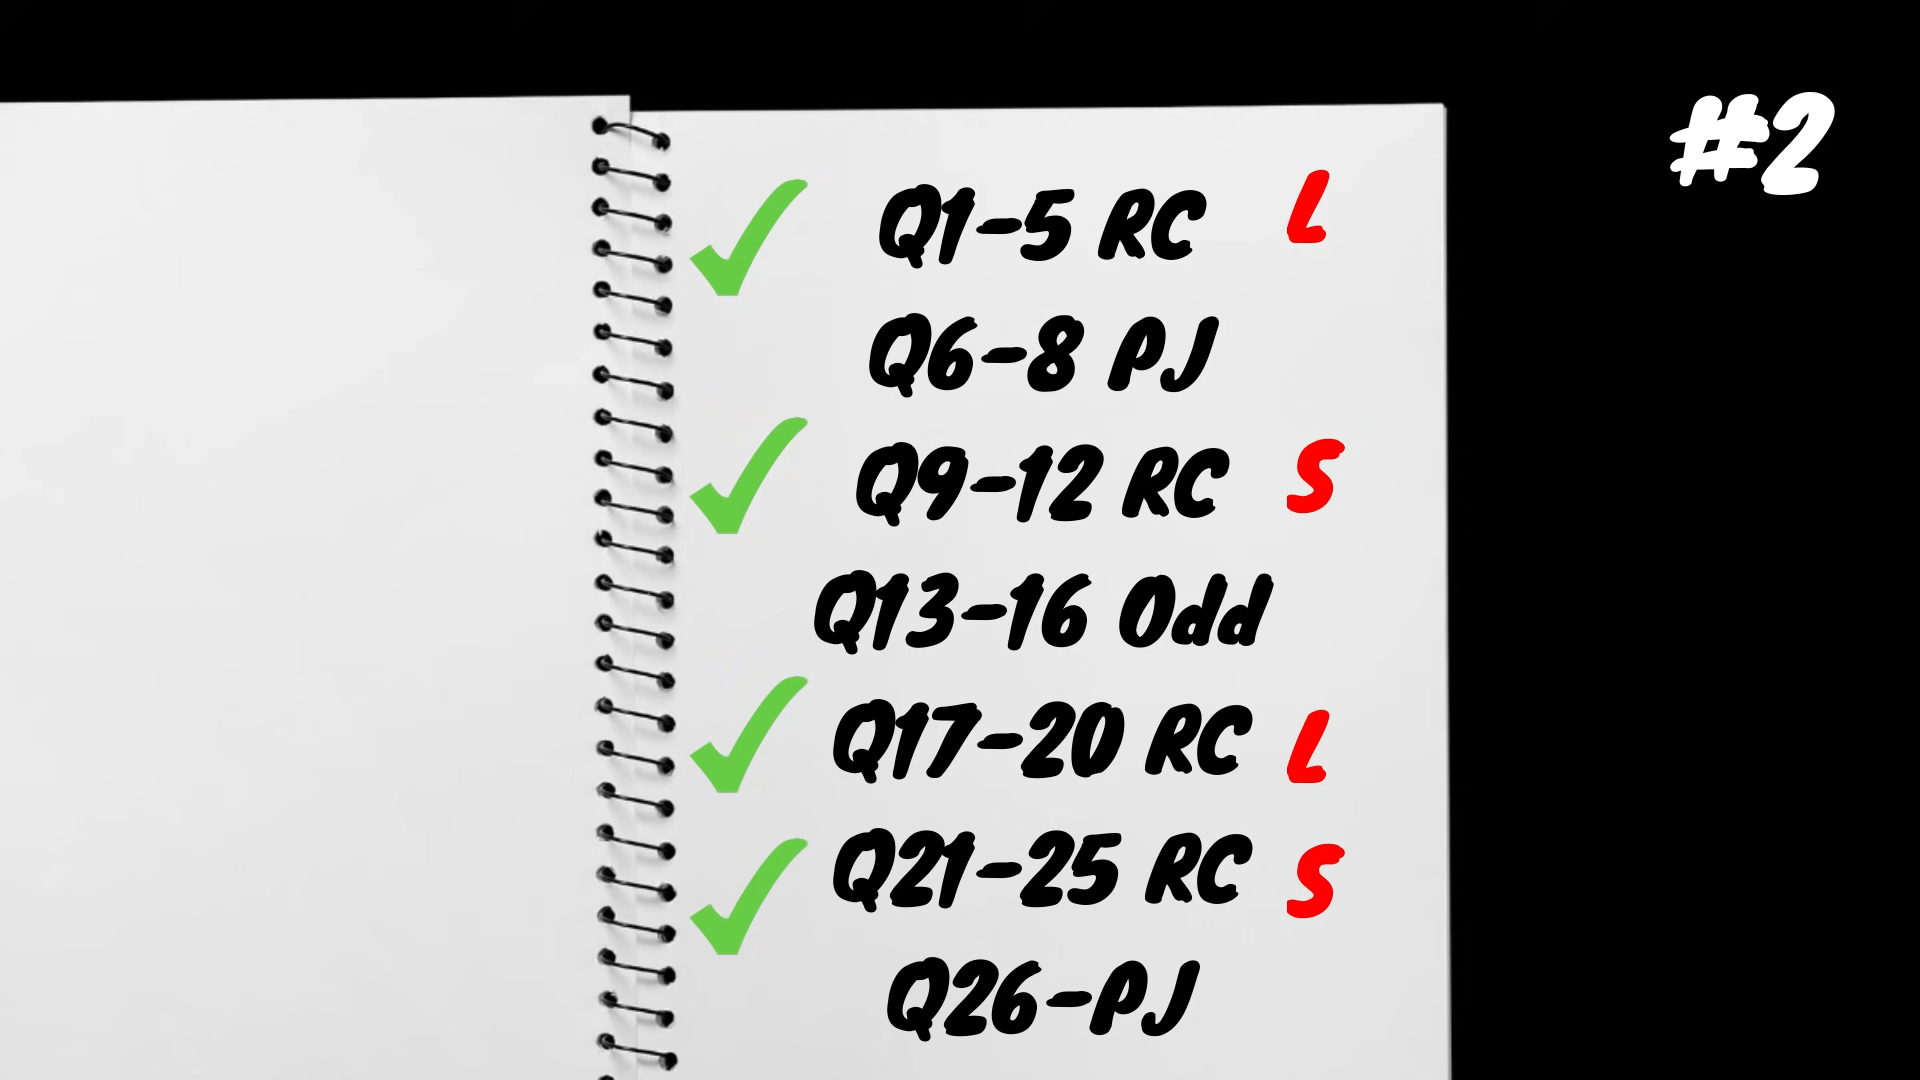 #2
Q1-5 RC L
Q6-8 PJ
Q9-12 RC S
Q13-16 Odd
Q17-20 RC L
Q21-25 RC S
Q26-PJ